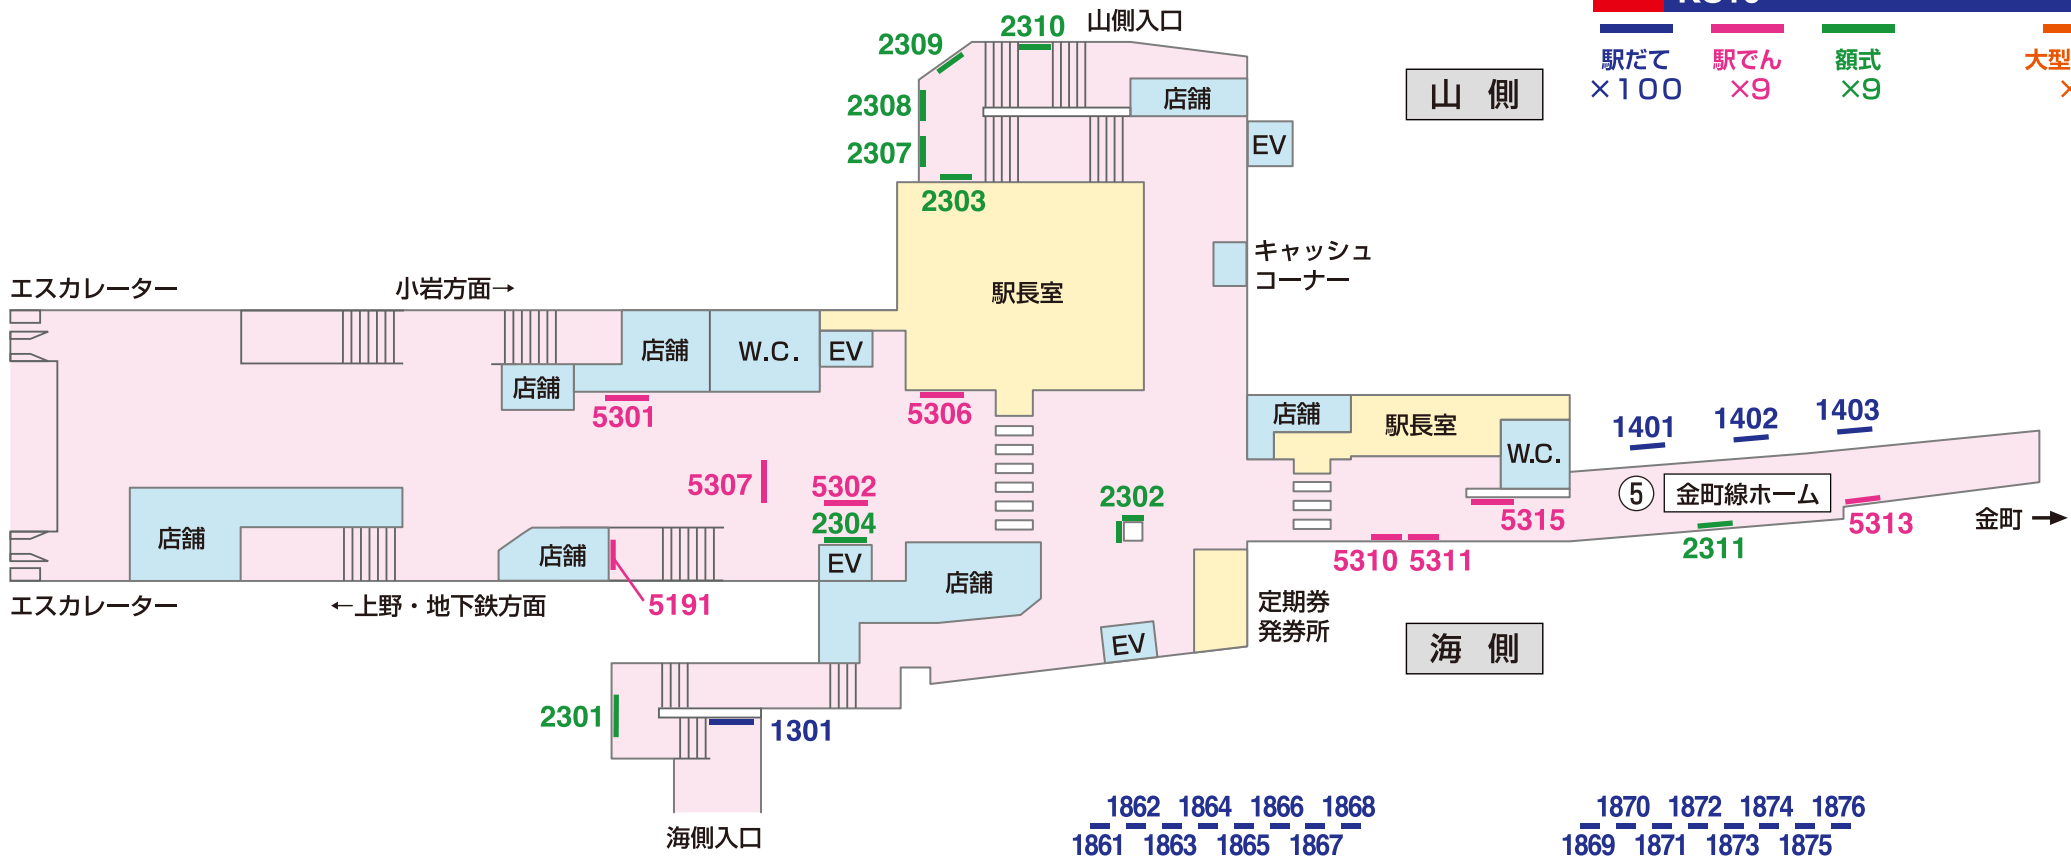 山側入口
2310
2309
2308
2307
2303
店舗
EV
山 側
駅だて
×100
駅でん
×9
額式
×9
大型
キャッシュ
コーナー
駅長室
エスカレーター
小岩方面→
店舗
W.C.
EV
店舗
5301
5306
店舗
駅長室
W.C.
1401
1402
1403
5307
5302
2304
2302
⑤
金町線ホーム
5315
5313
金町
5310
5311
2311
店舗
店舗
EV
店舗
エスカレーター
←上野・地下鉄方面
5191
EV
定期券
発券所
海 側
2301
1301
海側入口
1862 1864 1866 1868
1861 1863 1865 1867
1870 1872 1874 1876
1869 1871 1873 1875